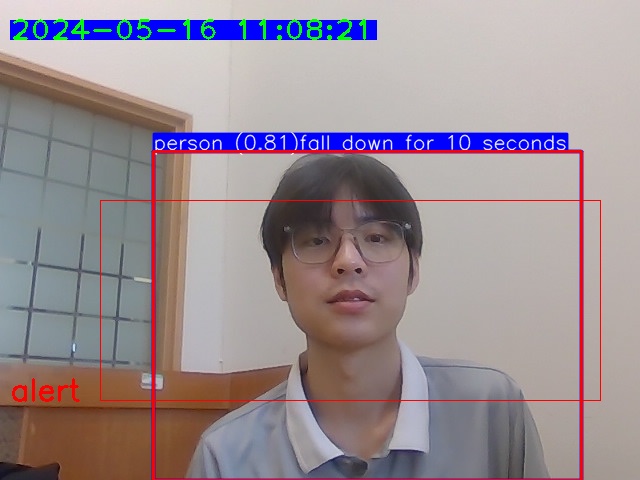 2024-05-16 11:08:21
person (0.81)fall down for 10 seconds
alert